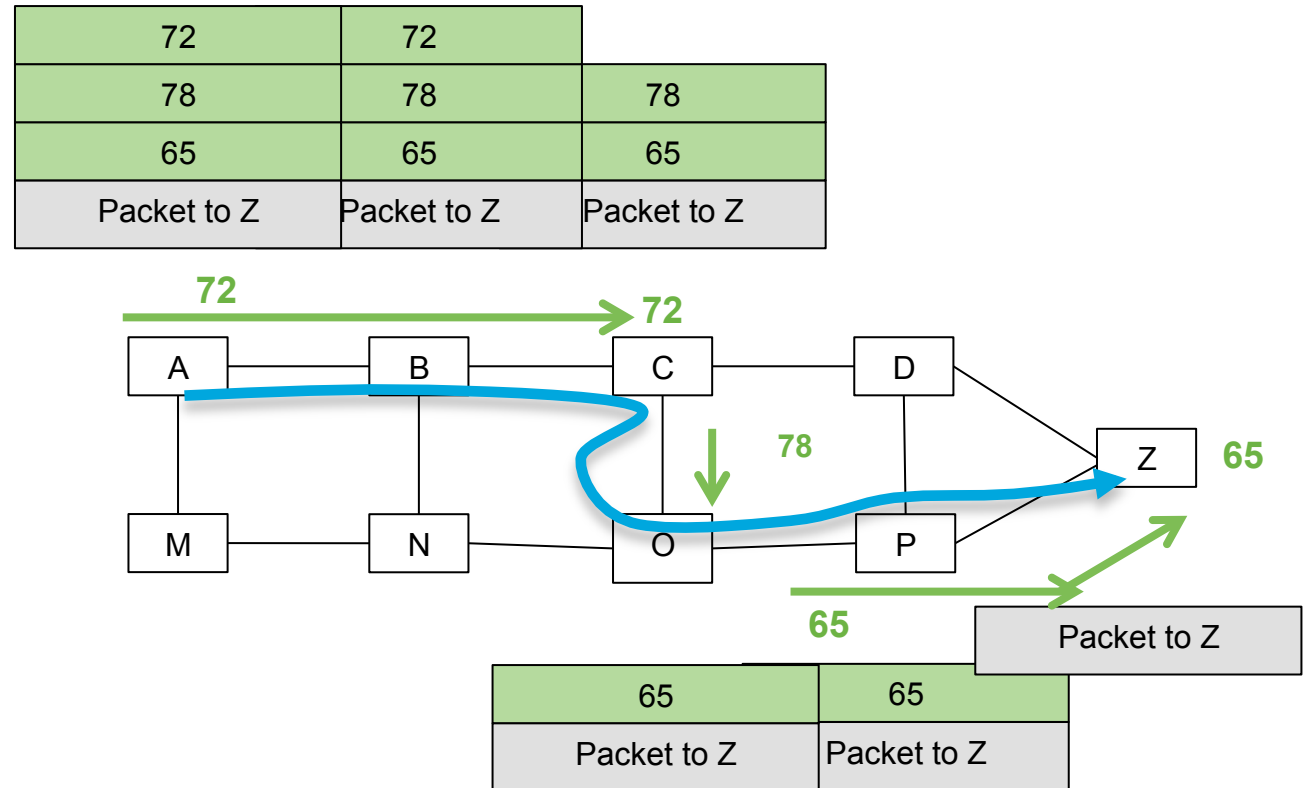 72 72
78 78 78
65 65 65
Packet to Z Packet to Z Packet to Z
72
72
A B C D
78
Z 65
M N O P
65
Packet to Z
65 65
Packet to Z Packet to Z